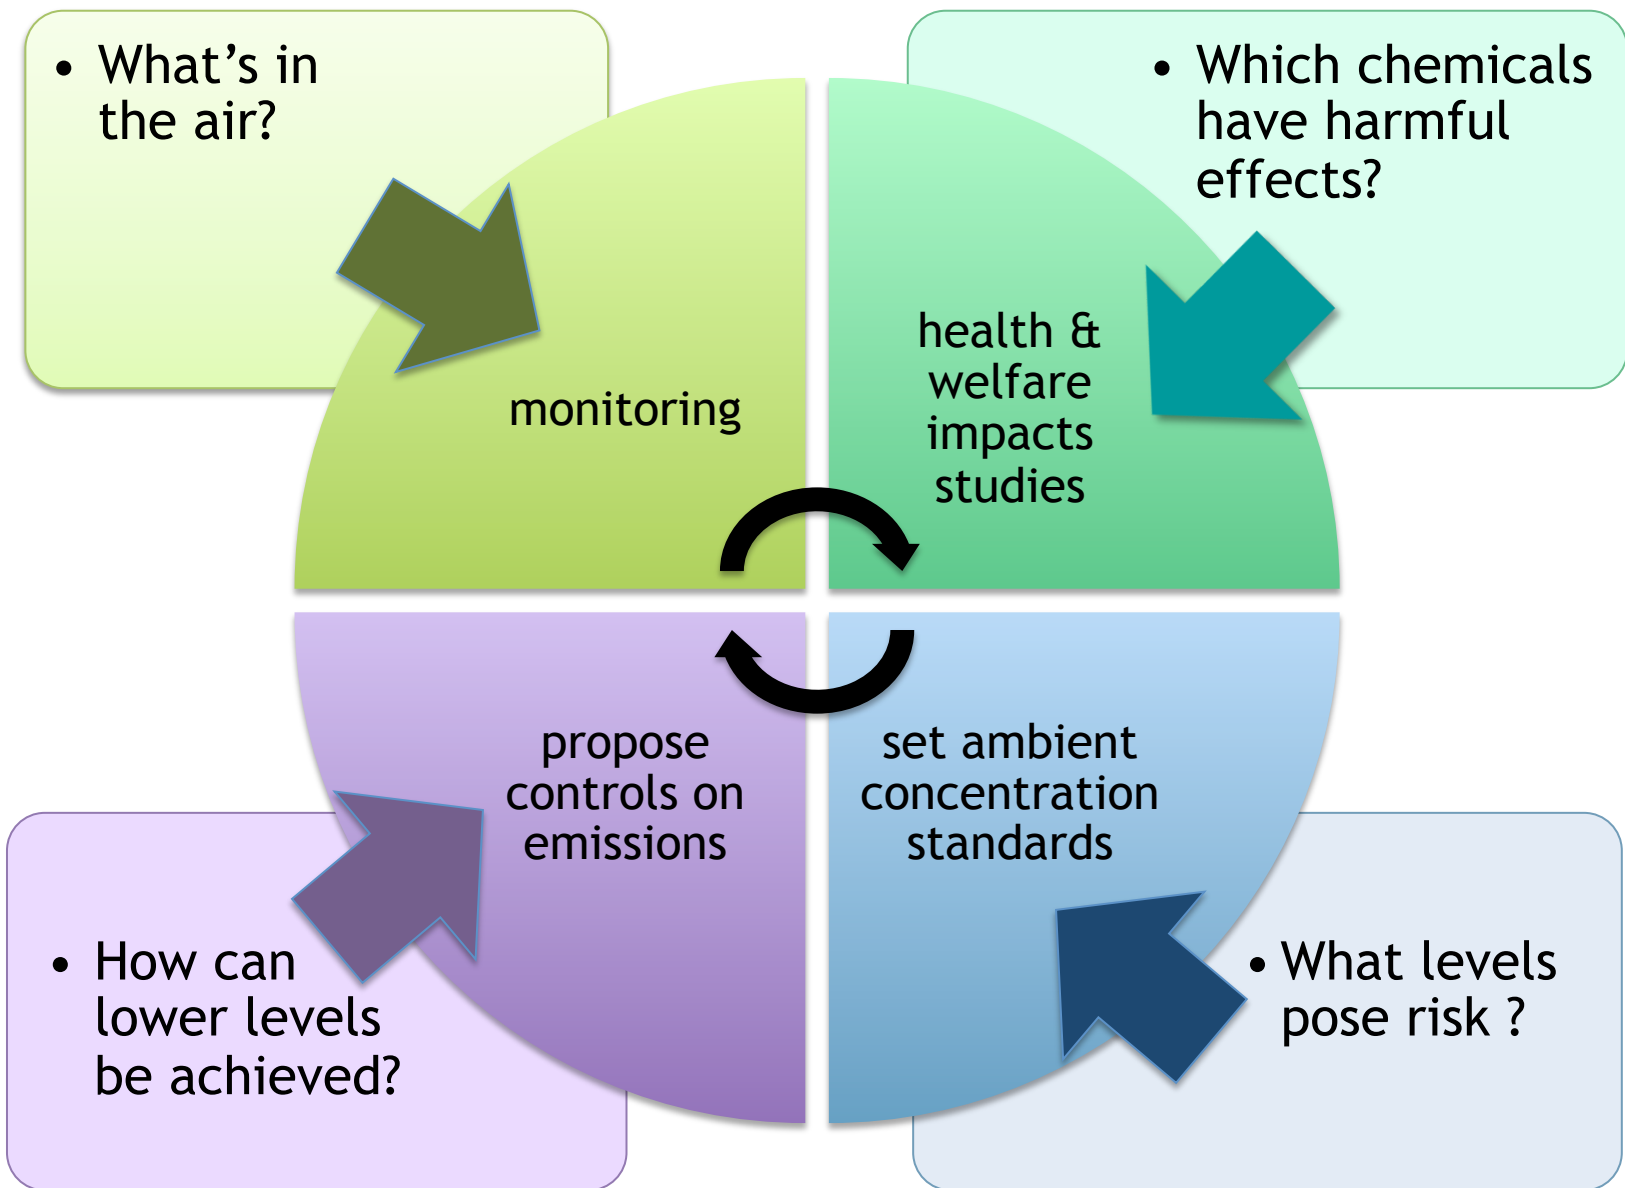 • What’s in
the air?
• Which chemicals
have harmful
effects?
monitoring
health &
welfare
impacts
studies
propose
controls on
emissions
set ambient
concentration
standards
• How can
lower levels
be achieved?
• What levels
pose risk ?